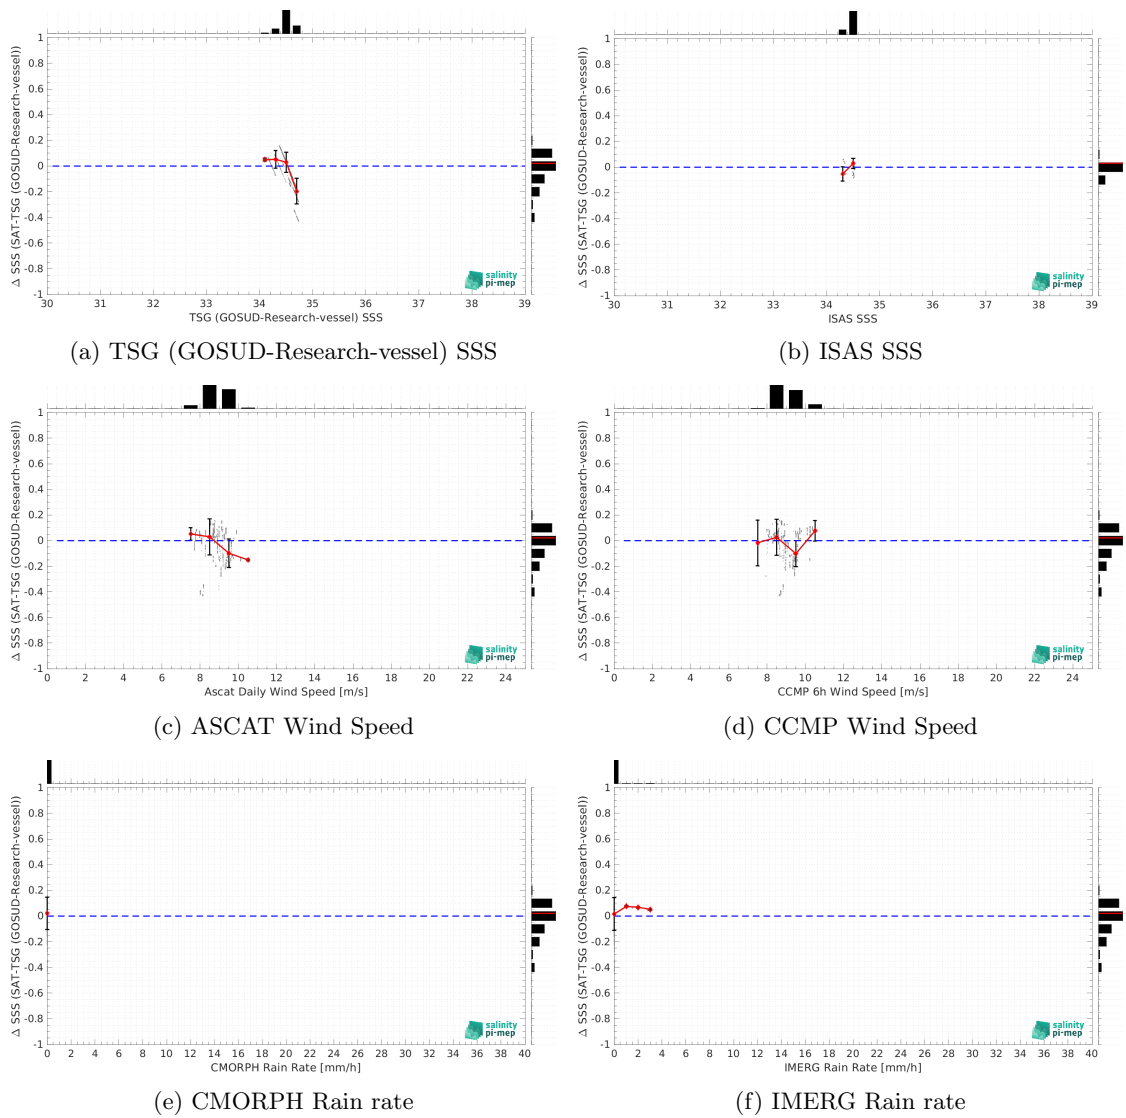 1
0.8
0.6
0.4
0.2
0
-0.2
-0.4
-0.6
-0.8
-1
Δ SSS (SAT-TSG (GOSUD-Research-vessel))
30 31 32 33 34 35 36 37 38 39
TSG (GOSUD-Research-vessel) SSS
salinity
pi-mep
(a) TSG (GOSUD-Research-vessel) SSS
1
0.8
0.6
0.4
0.2
0
-0.2
-0.4
-0.6
-0.8
-1
Δ SSS (SAT-TSG (GOSUD-Research-vessel))
30 31 32 33 34 35 36 37 38 39
ISAS SSS
salinity
pi-mep
(b) ISAS SSS
1
0.8
0.6
0.4
0.2
0
-0.2
-0.4
-0.6
-0.8
-1
Δ SSS (SAT-TSG (GOSUD-Research-vessel))
0 2 4 6 8 10 12 14 16 18 20 22 24
Ascat Daily Wind Speed [m/s]
salinity
pi-mep
(c) ASCAT Wind Speed
1
0.8
0.6
0.4
0.2
0
-0.2
-0.4
-0.6
-0.8
-1
Δ SSS (SAT-TSG (GOSUD-Research-vessel))
0 2 4 6 8 10 12 14 16 18 20 22 24
CCMP 6h Wind Speed [m/s]
salinity
pi-mep
(d) CCMP Wind Speed
1
0.8
0.6
0.4
0.2
0
-0.2
-0.4
-0.6
-0.8
-1
Δ SSS (SAT-TSG (GOSUD-Research-vessel))
0 2 4 6 8 10 12 14 16 18 20 22 24 26 28 30 32 34 36 38 40
CMORPH Rain Rate [mm/h]
salinity
pi-mep
(e) CMORPH Rain rate
1
0.8
0.6
0.4
0.2
0
-0.2
-0.4
-0.6
-0.8
-1
Δ SSS (SAT-TSG (GOSUD-Research-vessel))
0 2 4 6 8 10 12 14 16 18 20 22 24 26 28 30 32 34 36 38 40
IMERG Rain Rate [mm/h]
salinity
pi-mep
(f) IMERG Rain rate